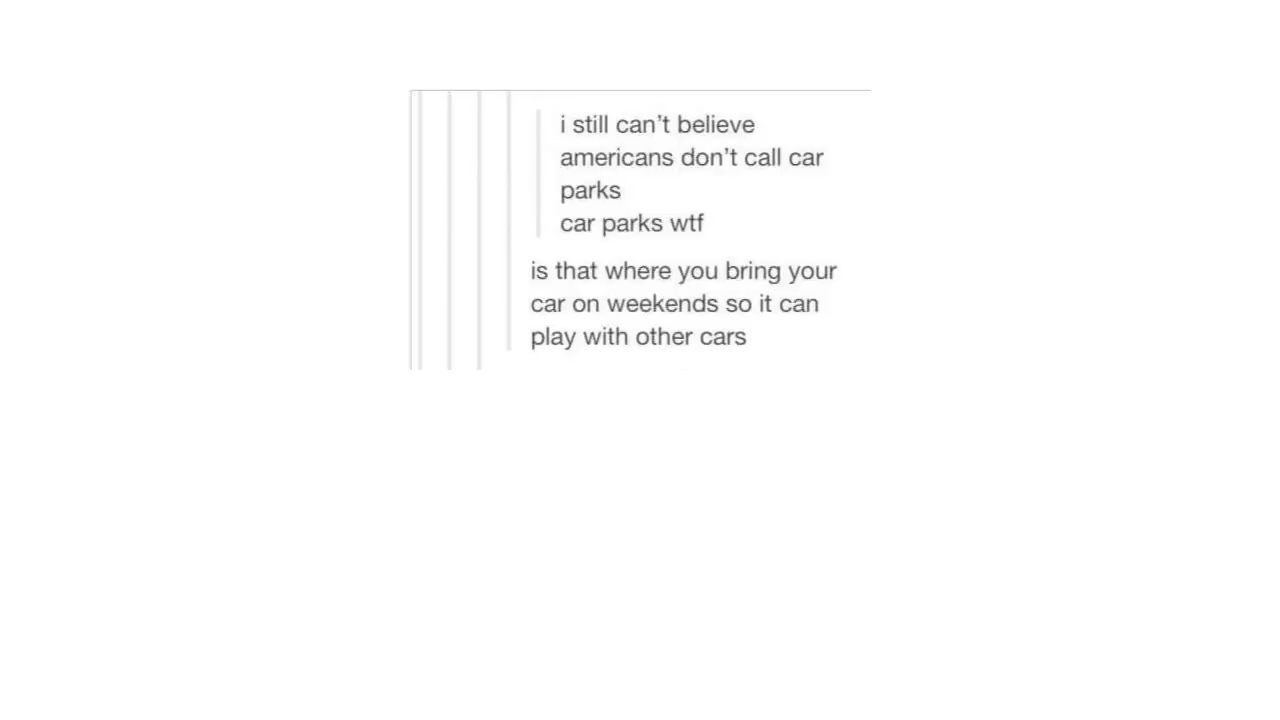 i still can't believe
americans don't call car
parks
car parks wtf
is that where you bring your
car on weekends so it can
play with other cars